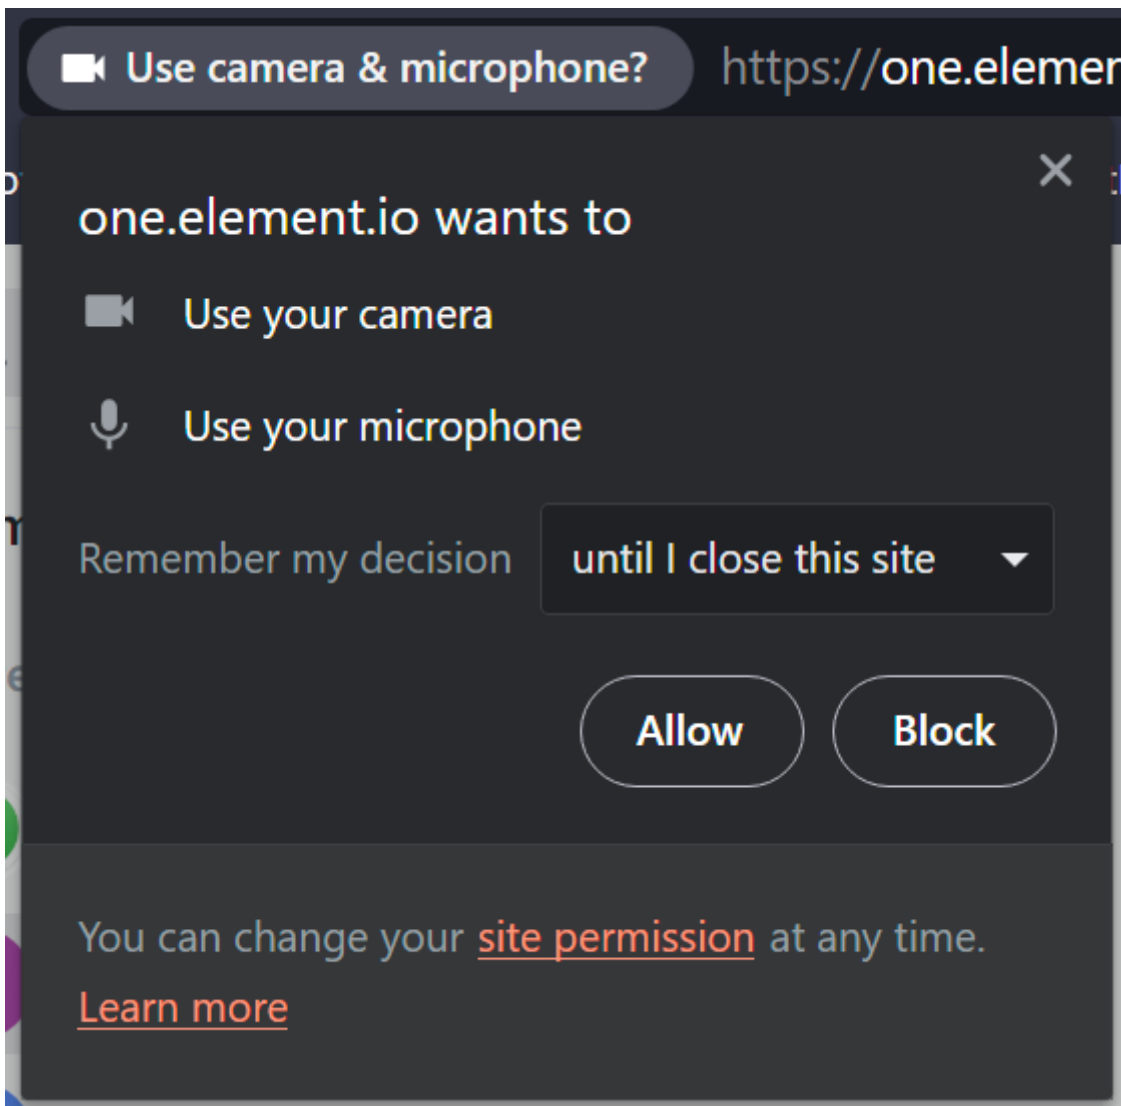 Use camera & microphone? https://one.elemen
one.element.io wants to
Use your camera
Use your microphone
Remember my decision until I close this site
Allow Block
You can change your site permission at any time.
Learn more